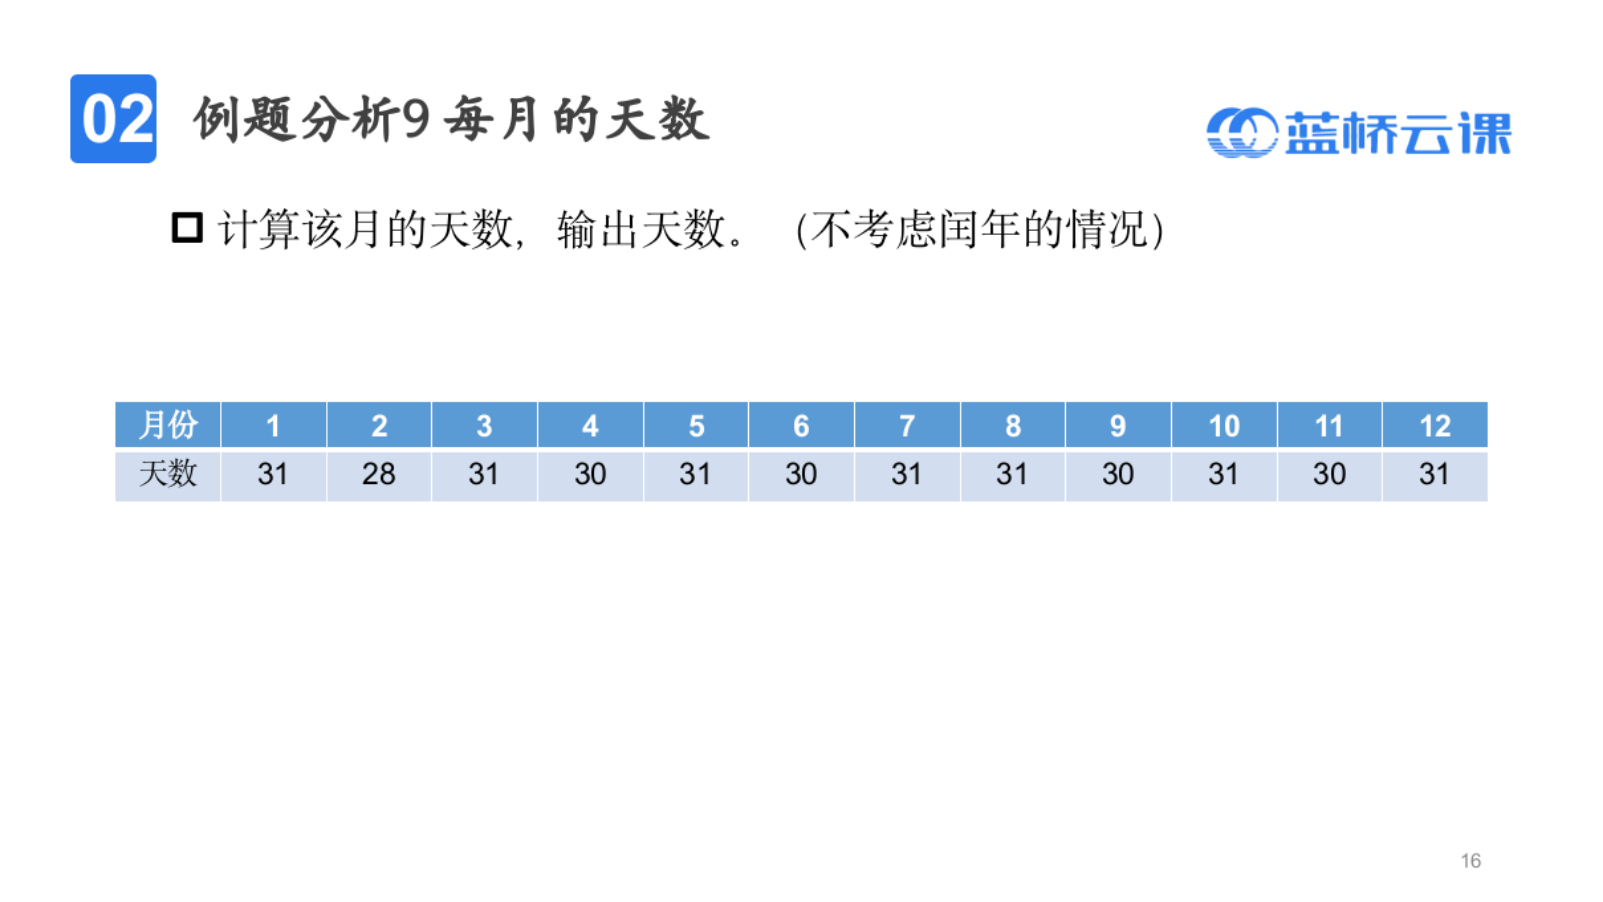 02 例题分析9 每月的天数
蓝桥云课
计算该月的天数，输出天数。（不考虑闰年的情况）
月份 1 2 3 4 5 6 7 8 9 10 11 12
天数 31 28 31 30 31 30 31 31 30 31 30 31
16